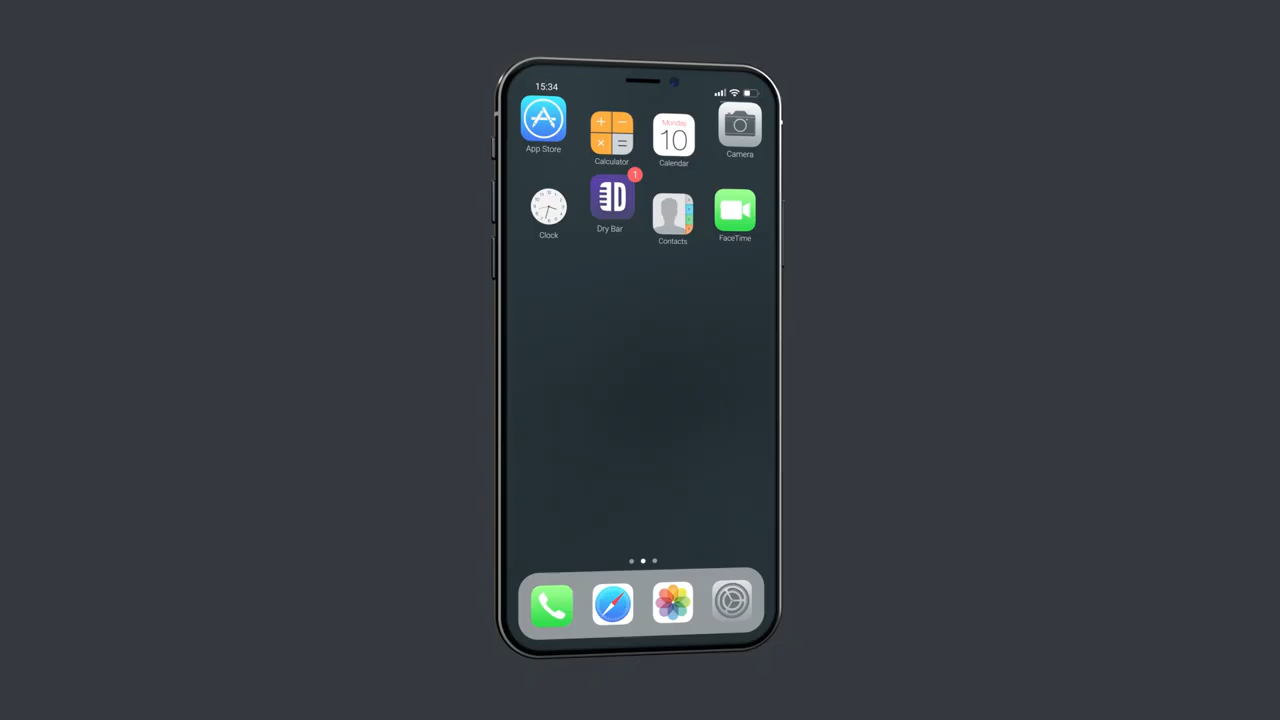 15:34
App Store
Calculator
Monday
10
Calendar
Camera
Clock
1
Dry Bar
Contacts
FaceTime